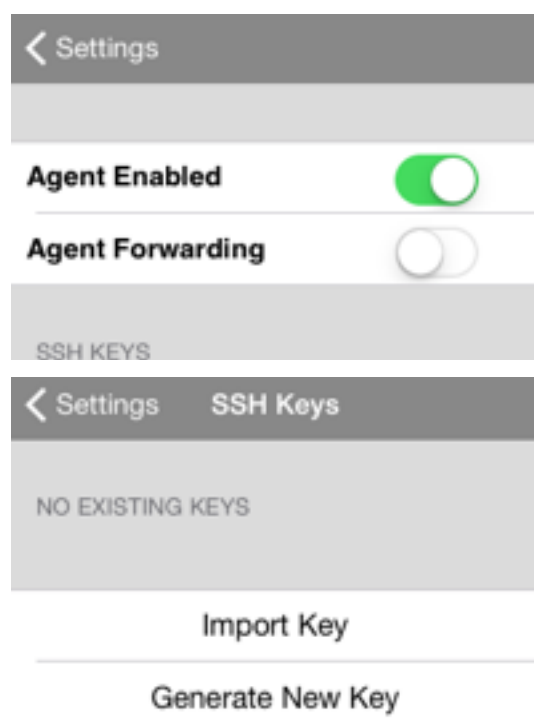 Settings
Agent Enabled
Agent Forwarding
SSH KEYS
Settings SSH Keys
NO EXISTING KEYS
Import Key
Generate New Key